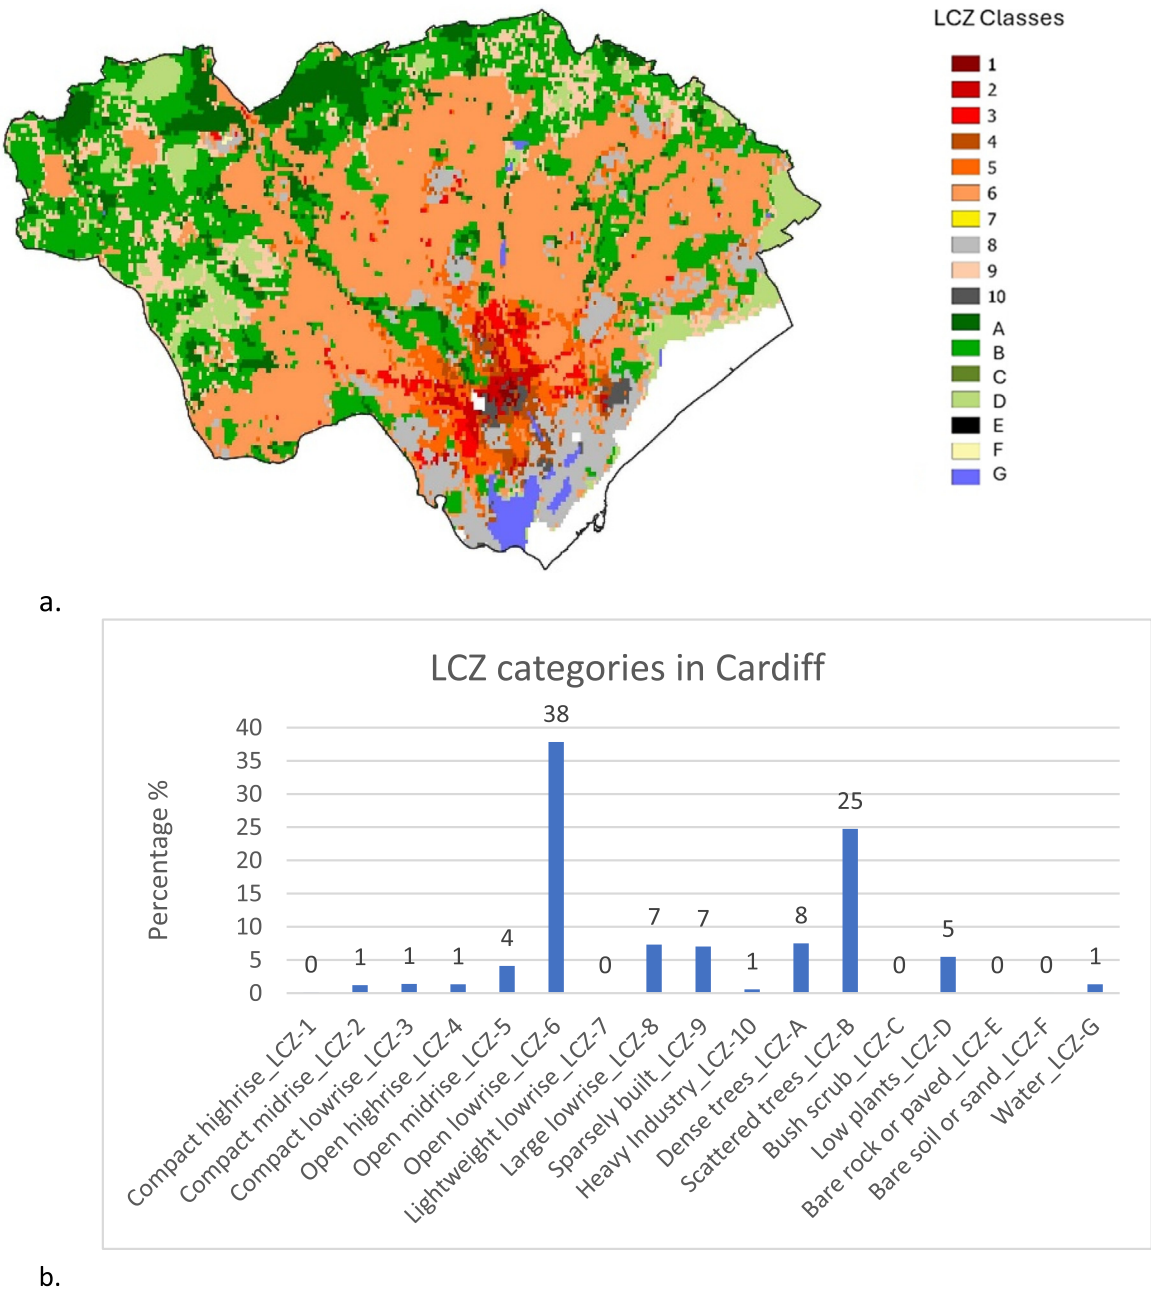 LCZ Classes
1
2
3
4
5
6
7
8
9
10
A
B
C
D
E
F
G
a.
LCZ categories in Cardiff
Percentage %
40
35
30
25
20
15
10
5
0
0
1
1
1
4
38
0
7
7
1
8
25
0
5
0
0
1
Compact highrise_LCZ-1
Compact midrise_LCZ-2
Compact lowrise_LCZ-3
Open highrise_LCZ-4
Open midrise_LCZ-5
Open lowrise_LCZ-6
Lightweight lowrise_LCZ-7
Large lowrise_LCZ-8
Sparsely built_LCZ-9
Heavy Industry_LCZ-10
Dense trees_LCZ-A
Scattered trees_LCZ-B
Bush scrub_LCZ-C
Low plants_LCZ-D
Bare rock or paved_LCZ-E
Bare soil or sand_LCZ-F
Water_LCZ-G
b.